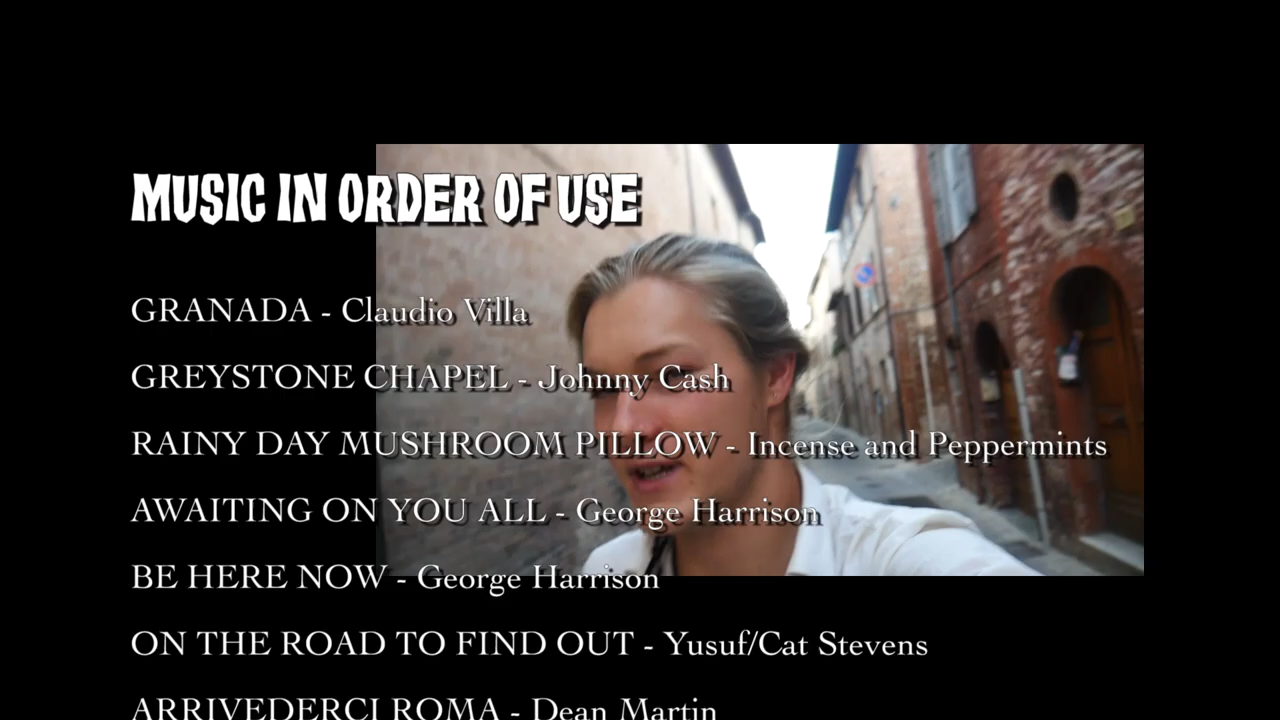 MUSIC IN ORDER OF USE
GRANADA - Claudio Villa
GREYSTONE CHAPEL - Johnny Cash
RAINY DAY MUSHROOM PILLOW - Incense and Peppermints
AWAITING ON YOU ALL - George Harrison
BE HERE NOW - George Harrison
ON THE ROAD TO FIND OUT - Yusuf/Cat Stevens
ARRIVEDERCI ROMA - Dean Martin